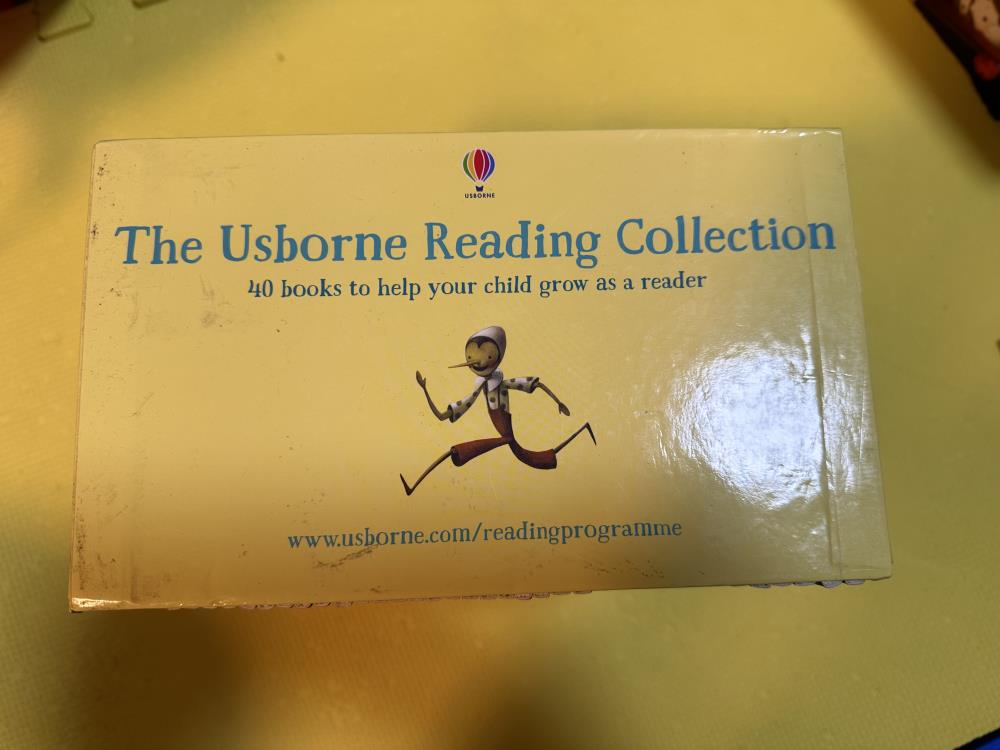 USBORNE
The Usborne Reading Collection
40 books to help your child grow as a reader
www.usborne.com/readingprogramme